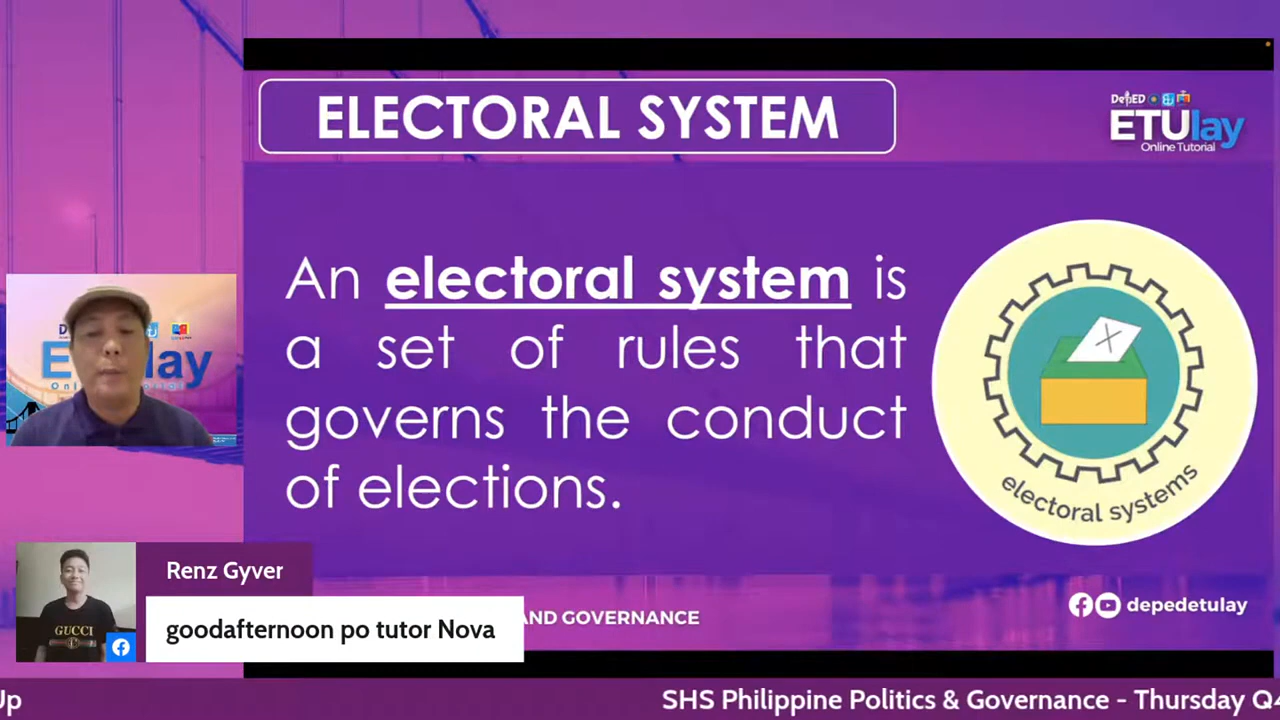 ELECTORAL SYSTEM
DepED
ETUlay
Online Tutorial
An electoral system is
a set of rules that
governs the conduct
of elections.
X
electoral systems
Renz Gyver
goodafternoon po tutor Nova
GUCCI
AND GOVERNANCE
depedetulay
Up
SHS Philippine Politics & Governance - Thursday Q4